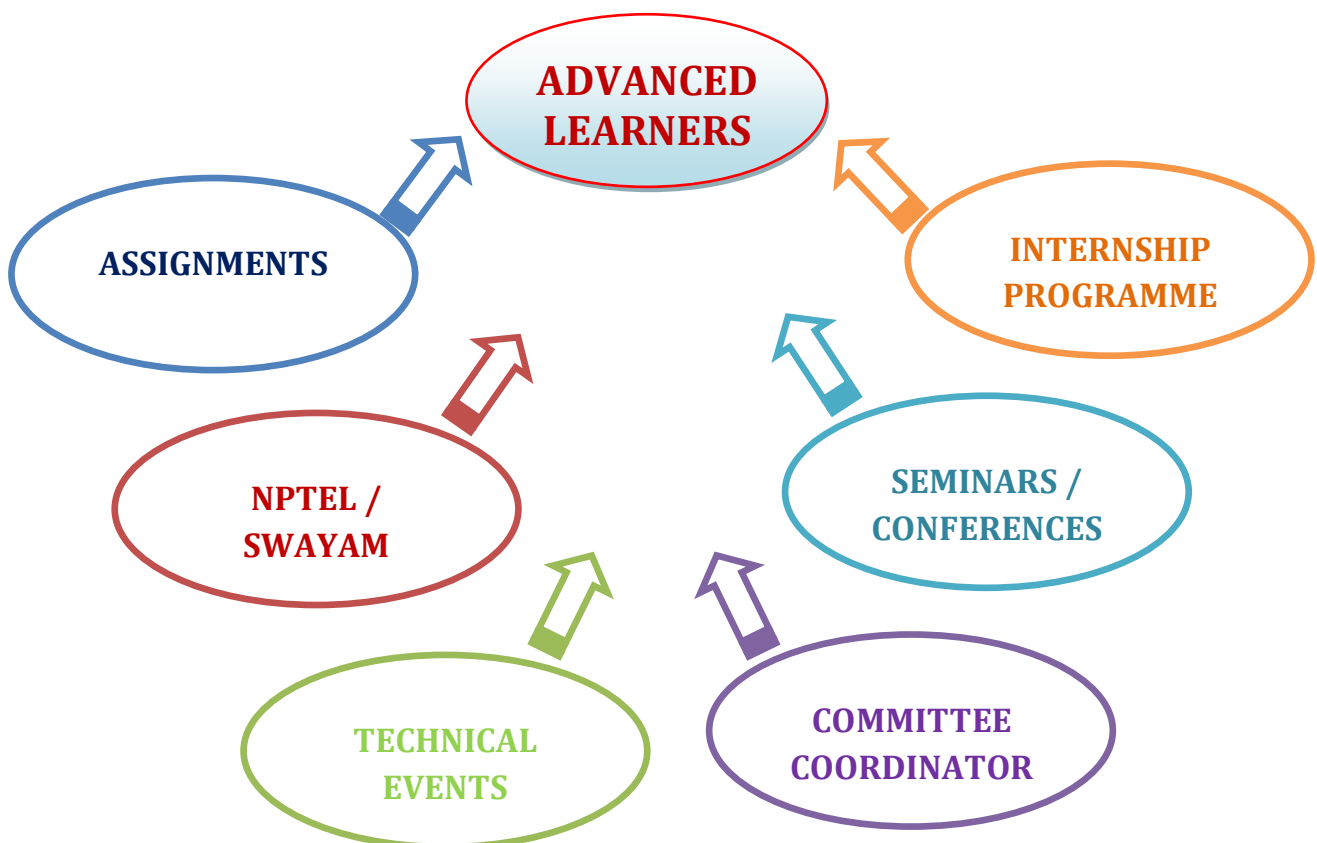 ADVANCED
LEARNERS
ASSIGNMENTS
INTERNSHIP
PROGRAMME
NPTEL /
SWAYAM
SEMINARS /
CONFERENCES
TECHNICAL
EVENTS
COMMITTEE
COORDINATOR